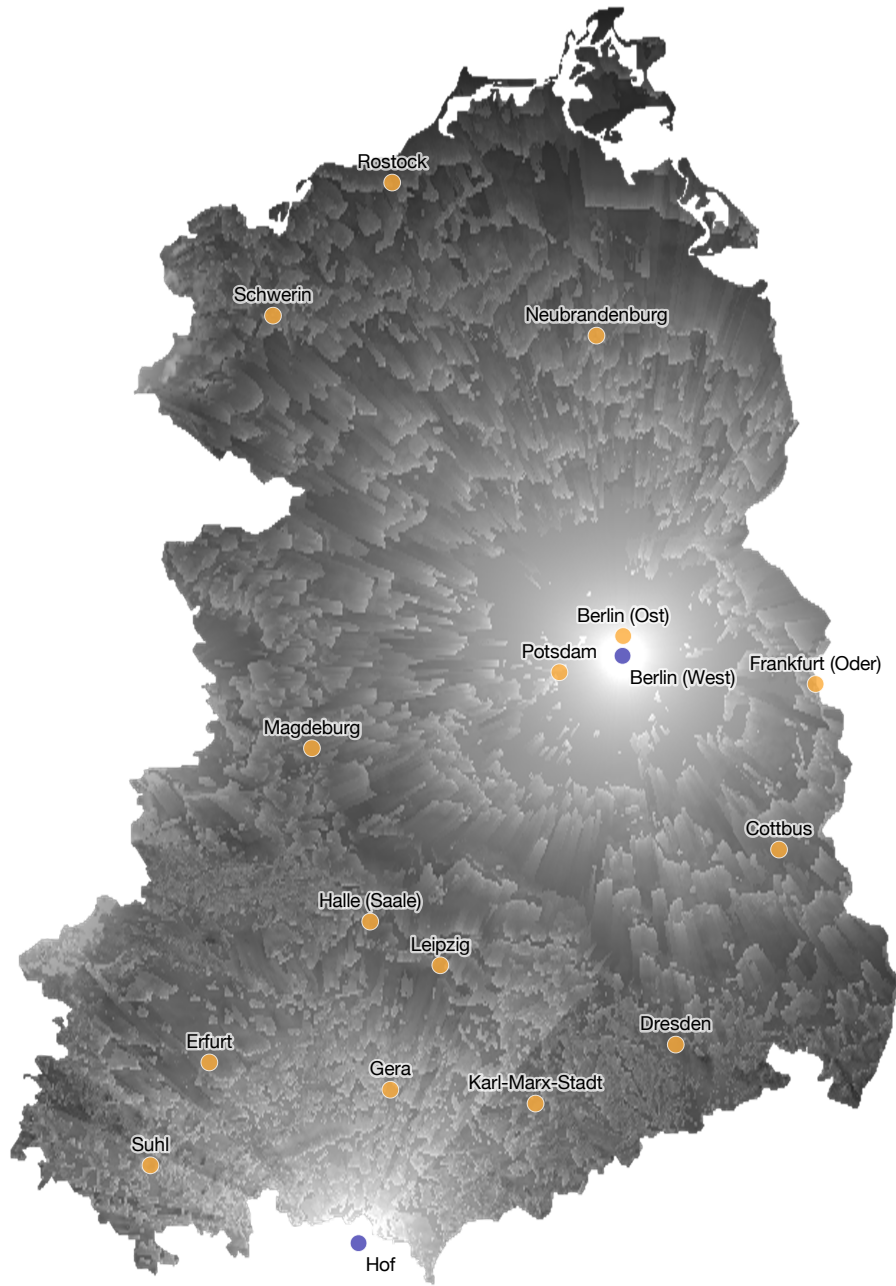 Rostock
Schwerin
Neubrandenburg
Berlin (Ost)
Potsdam
Frankfurt (Oder)
Berlin (West)
Magdeburg
Cottbus
Halle (Saale)
Leipzig
Dresden
Erfurt
Gera
Karl-Marx-Stadt
Suhl
Hof